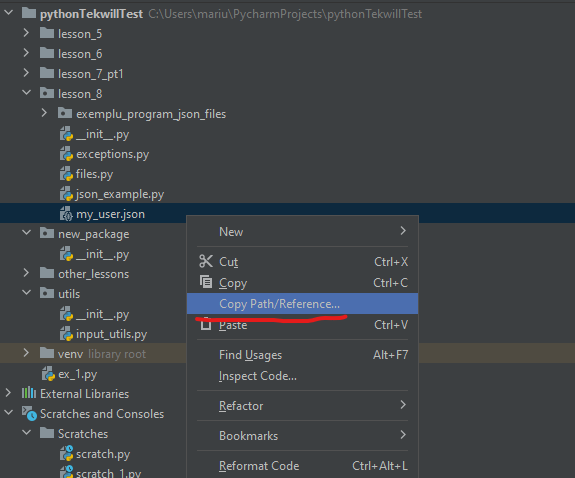 pythonTekwillTest C:\Users\mariu\PycharmProjects\pythonTekwillTest
lesson_5
lesson_6
lesson_7_pt1
lesson_8
exemplu_program_json_files
__init__.py
exceptions.py
files.py
json_example.py
my_user.json
new_package
__init__.py
other_lessons
utils
__init__.py
input_utils.py
venv library root
ex_1.py
External Libraries
Scratches and Consoles
Scratches
scratch.py
scratch_1.py
New
Cut Ctrl+X
Copy Ctrl+C
Copy Path/Reference...
Paste Ctrl+V
Find Usages Alt+F7
Inspect Code...
Refactor
Bookmarks
Reformat Code Ctrl+Alt+L